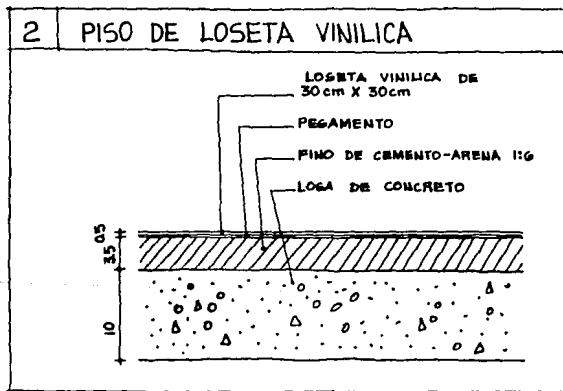 2 PISO DE LOSETA VINILICA
LOSETA VINILICA DE
30cm X 30cm
PEGAMENTO
FINO DE CEMENTO-ARENA 1:6
LOSA DE CONCRETO
0.5
3.5
10